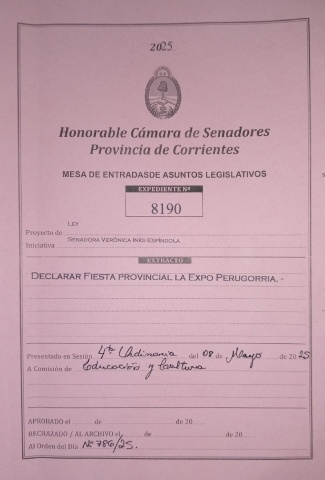 2025
Honorable Cámara de Senadores
Provincia de Corrientes
MESA DE ENTRADASDE ASUNTOS LEGISLATIVOS
EXPEDIENTE Nº
8190
LEY
Proyecto de
Iniciativa SENADORA VERÓNICA INÉS ESPÍNDOLA
EXTRACTO
DECLARAR FIESTA PROVINCIAL LA EXPO PERUGORRIA. -
Presentado en Sesión 4ta Ordinaria del 08 de Mayo de 2025
A Comisión de Educación y Cultura
APROBADO el de de 20
RECHAZADO / AL ARCHIVO el de de 20
Al Orden del Día Nº 786/25.